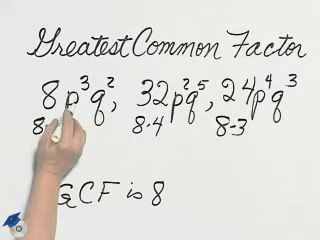 Greatest Common Factor
8p³q², 32p²q⁵, 24p⁴q³
8- 8-4 8-3
GCF is 8